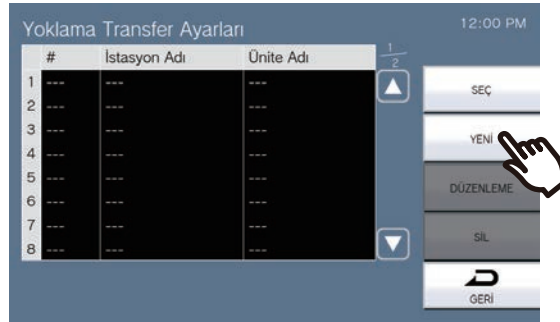 Yoklama Transfer Ayarları
12:00 PM
# İstasyon Adı Ünite Adı
1/2
1 --- --- ---
2 --- --- ---
3 --- --- ---
4 --- --- ---
5 --- --- ---
6 --- --- ---
7 --- --- ---
8 --- --- ---
SEÇ
YENİ
DÜZENLEME
SİL
GERİ